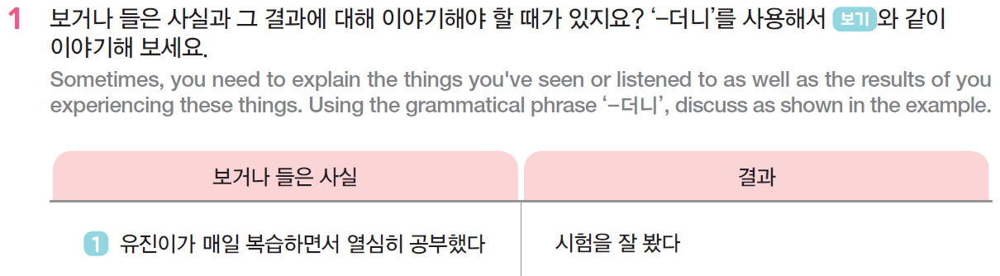 1 보거나 들은 사실과 그 결과에 대해 이야기해야 할 때가 있지요? ‘–더니’를 사용해서 보기와 같이
이야기해 보세요.
Sometimes, you need to explain the things you've seen or listened to as well as the results of you
experiencing these things. Using the grammatical phrase ‘–더니’, discuss as shown in the example.
보거나 들은 사실 결과
1 유진이가 매일 복습하면서 열심히 공부했다 시험을 잘 봤다